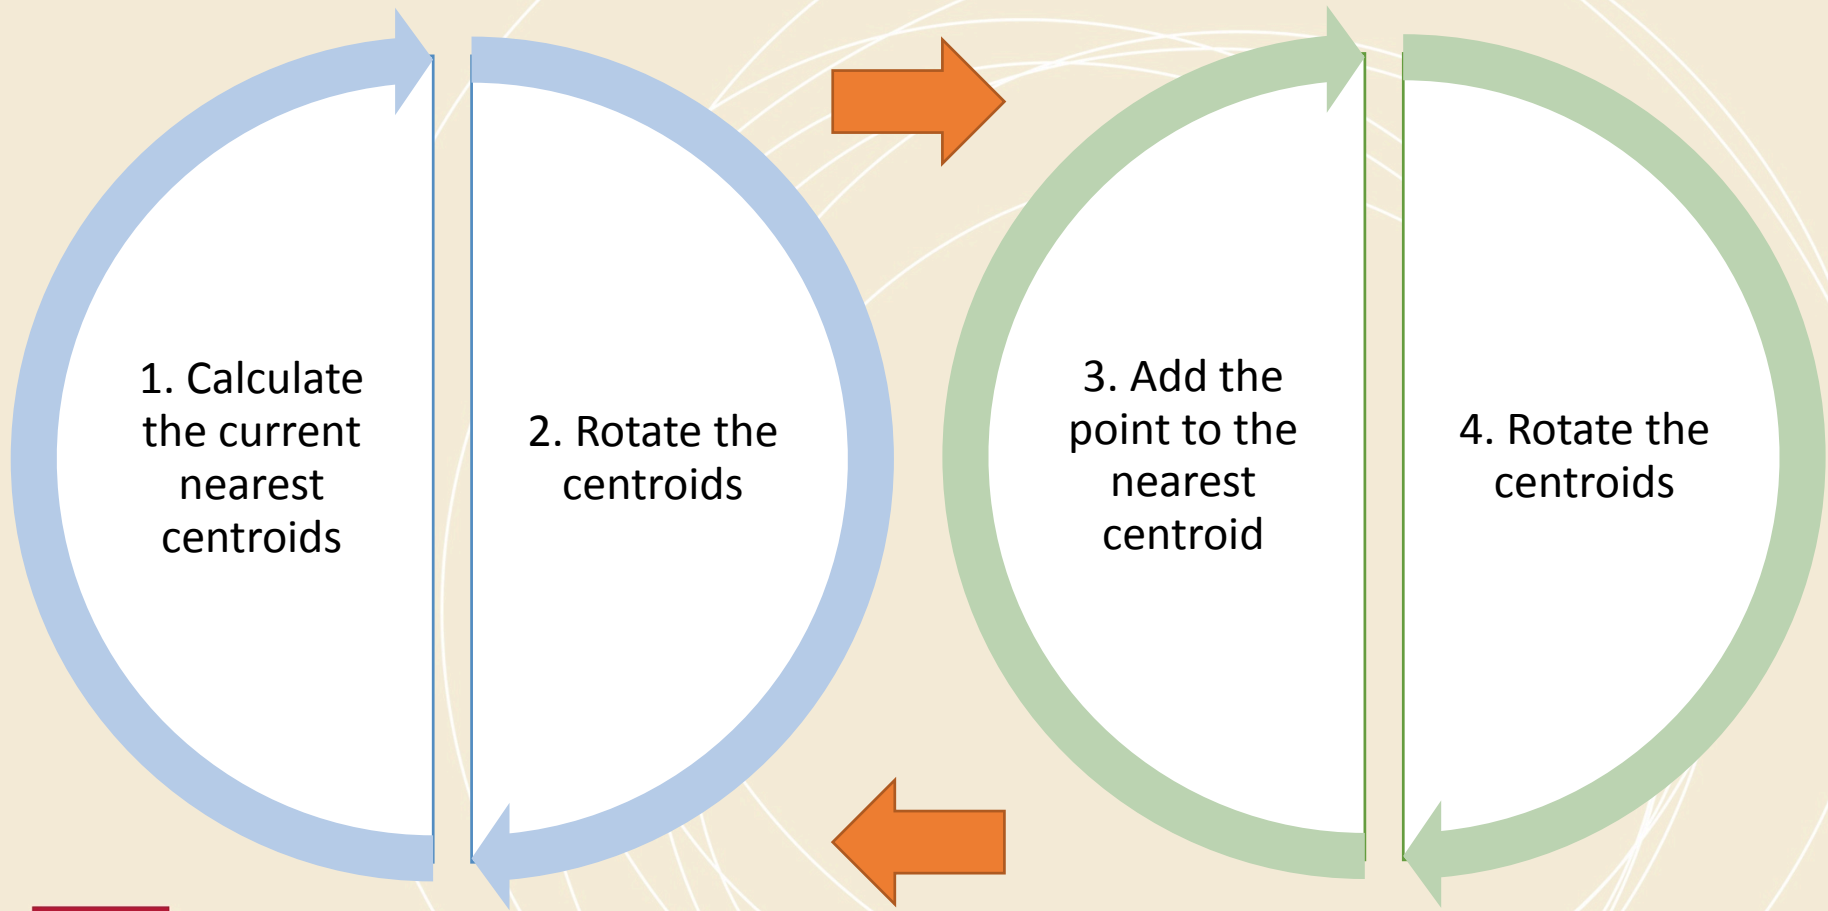 1. Calculate
the current
nearest
centroids
2. Rotate the
centroids
3. Add the
point to the
nearest
centroid
4. Rotate the
centroids